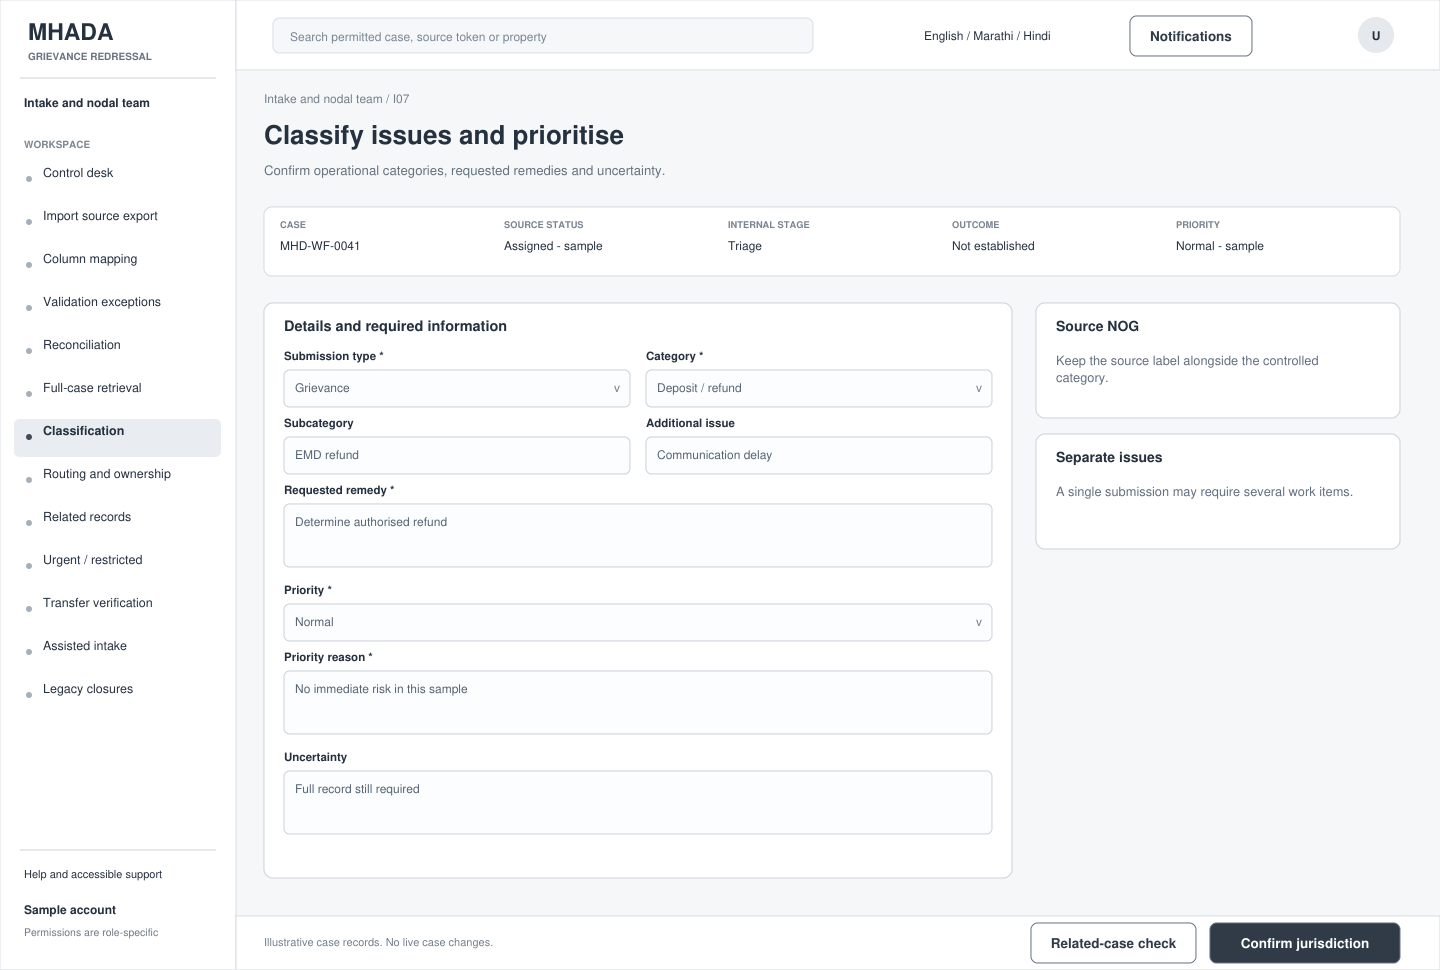 MHADA
GRIEVANCE REDRESSAL
Intake and nodal team
WORKSPACE
Control desk
Import source export
Column mapping
Validation exceptions
Reconciliation
Full-case retrieval
Classification
Routing and ownership
Related records
Urgent / restricted
Transfer verification
Assisted intake
Legacy closures
Help and accessible support
Sample account
Permissions are role-specific
Search permitted case, source token or property
English / Marathi / Hindi
Notifications
U
Intake and nodal team / I07
Classify issues and prioritise
Confirm operational categories, requested remedies and uncertainty.
CASE
MHD-WF-0041
SOURCE STATUS
Assigned - sample
INTERNAL STAGE
Triage
OUTCOME
Not established
PRIORITY
Normal - sample
Details and required information
Submission type *
Grievance v
Category *
Deposit / refund v
Subcategory
EMD refund
Additional issue
Communication delay
Requested remedy *
Determine authorised refund
Priority *
Normal v
Priority reason *
No immediate risk in this sample
Uncertainty
Full record still required
Source NOG
Keep the source label alongside the controlled
category.
Separate issues
A single submission may require several work items.
Illustrative case records. No live case changes.
Related-case check
Confirm jurisdiction